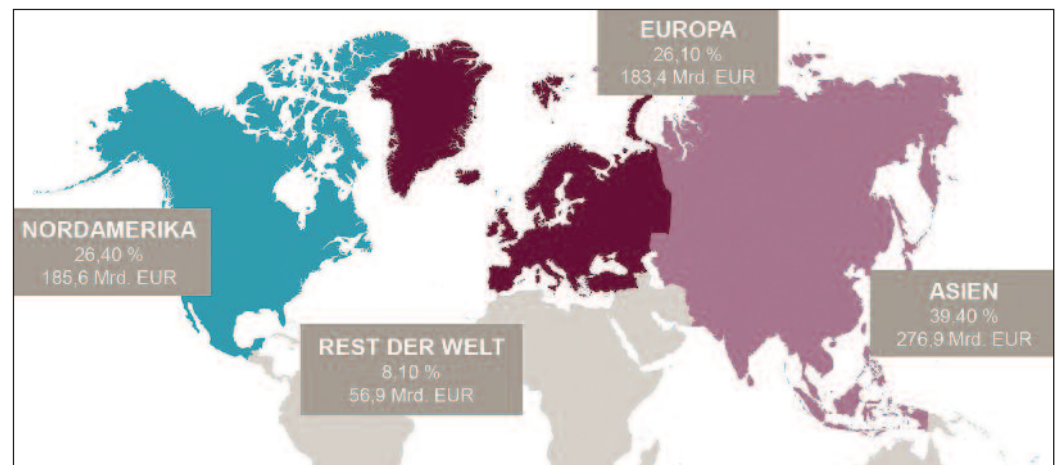 EUROPA
26,10 %
183,4 Mrd. EUR
NORDAMERIKA
26,40 %
185,6 Mrd. EUR
ASIEN
39,40 %
276,9 Mrd. EUR
REST DER WELT
8,10 %
56,9 Mrd. EUR